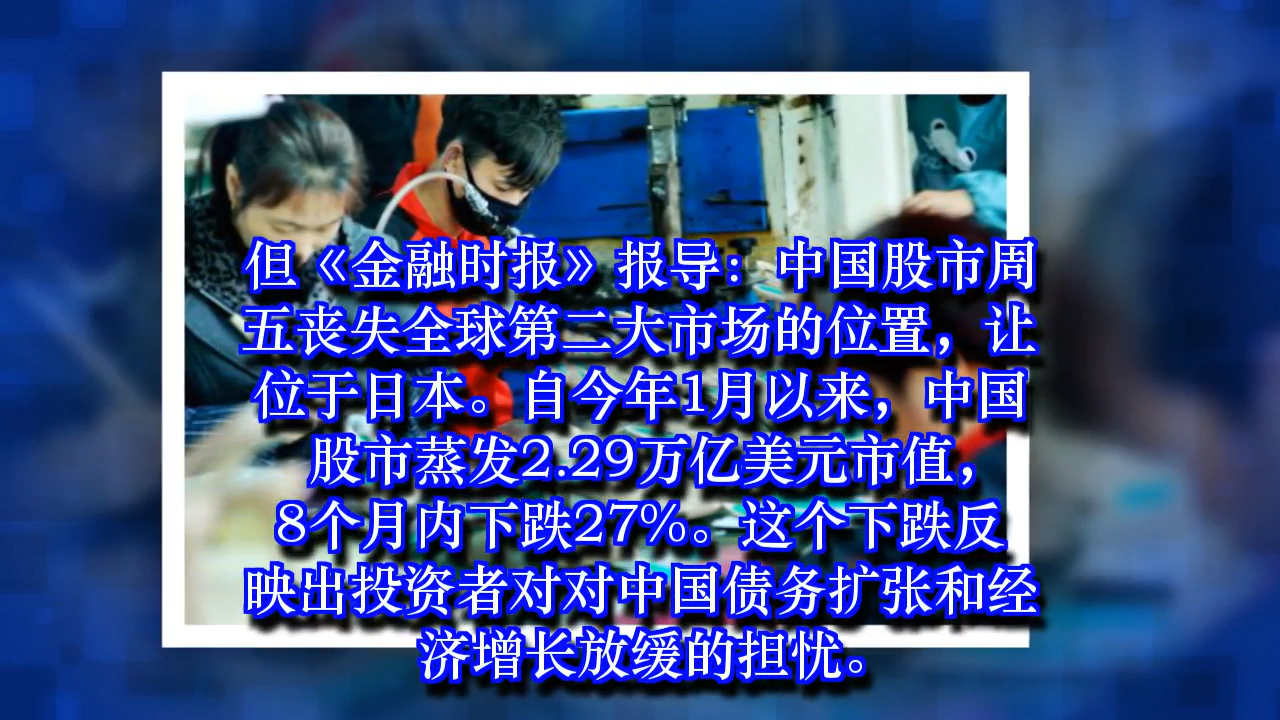 但《金融时报》报导：中国股市周
五丧失全球第二大市场的位置，让
位于日本。自今年1月以来，中国
股市蒸发2.29万亿美元市值，
8个月内下跌27%。这个下跌反
映出投资者对对中国债务扩张和经
济增长放缓的担忧。